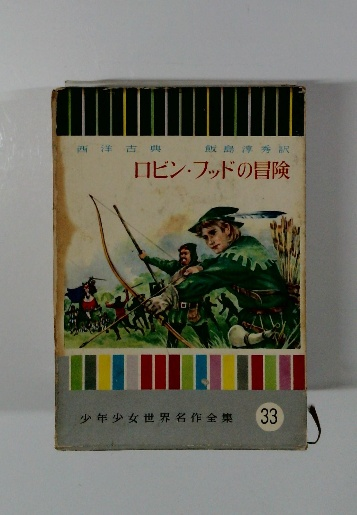 西洋古典 飯島淳秀訳
ロビン・フッドの冒険
少年少女世界名作全集 33